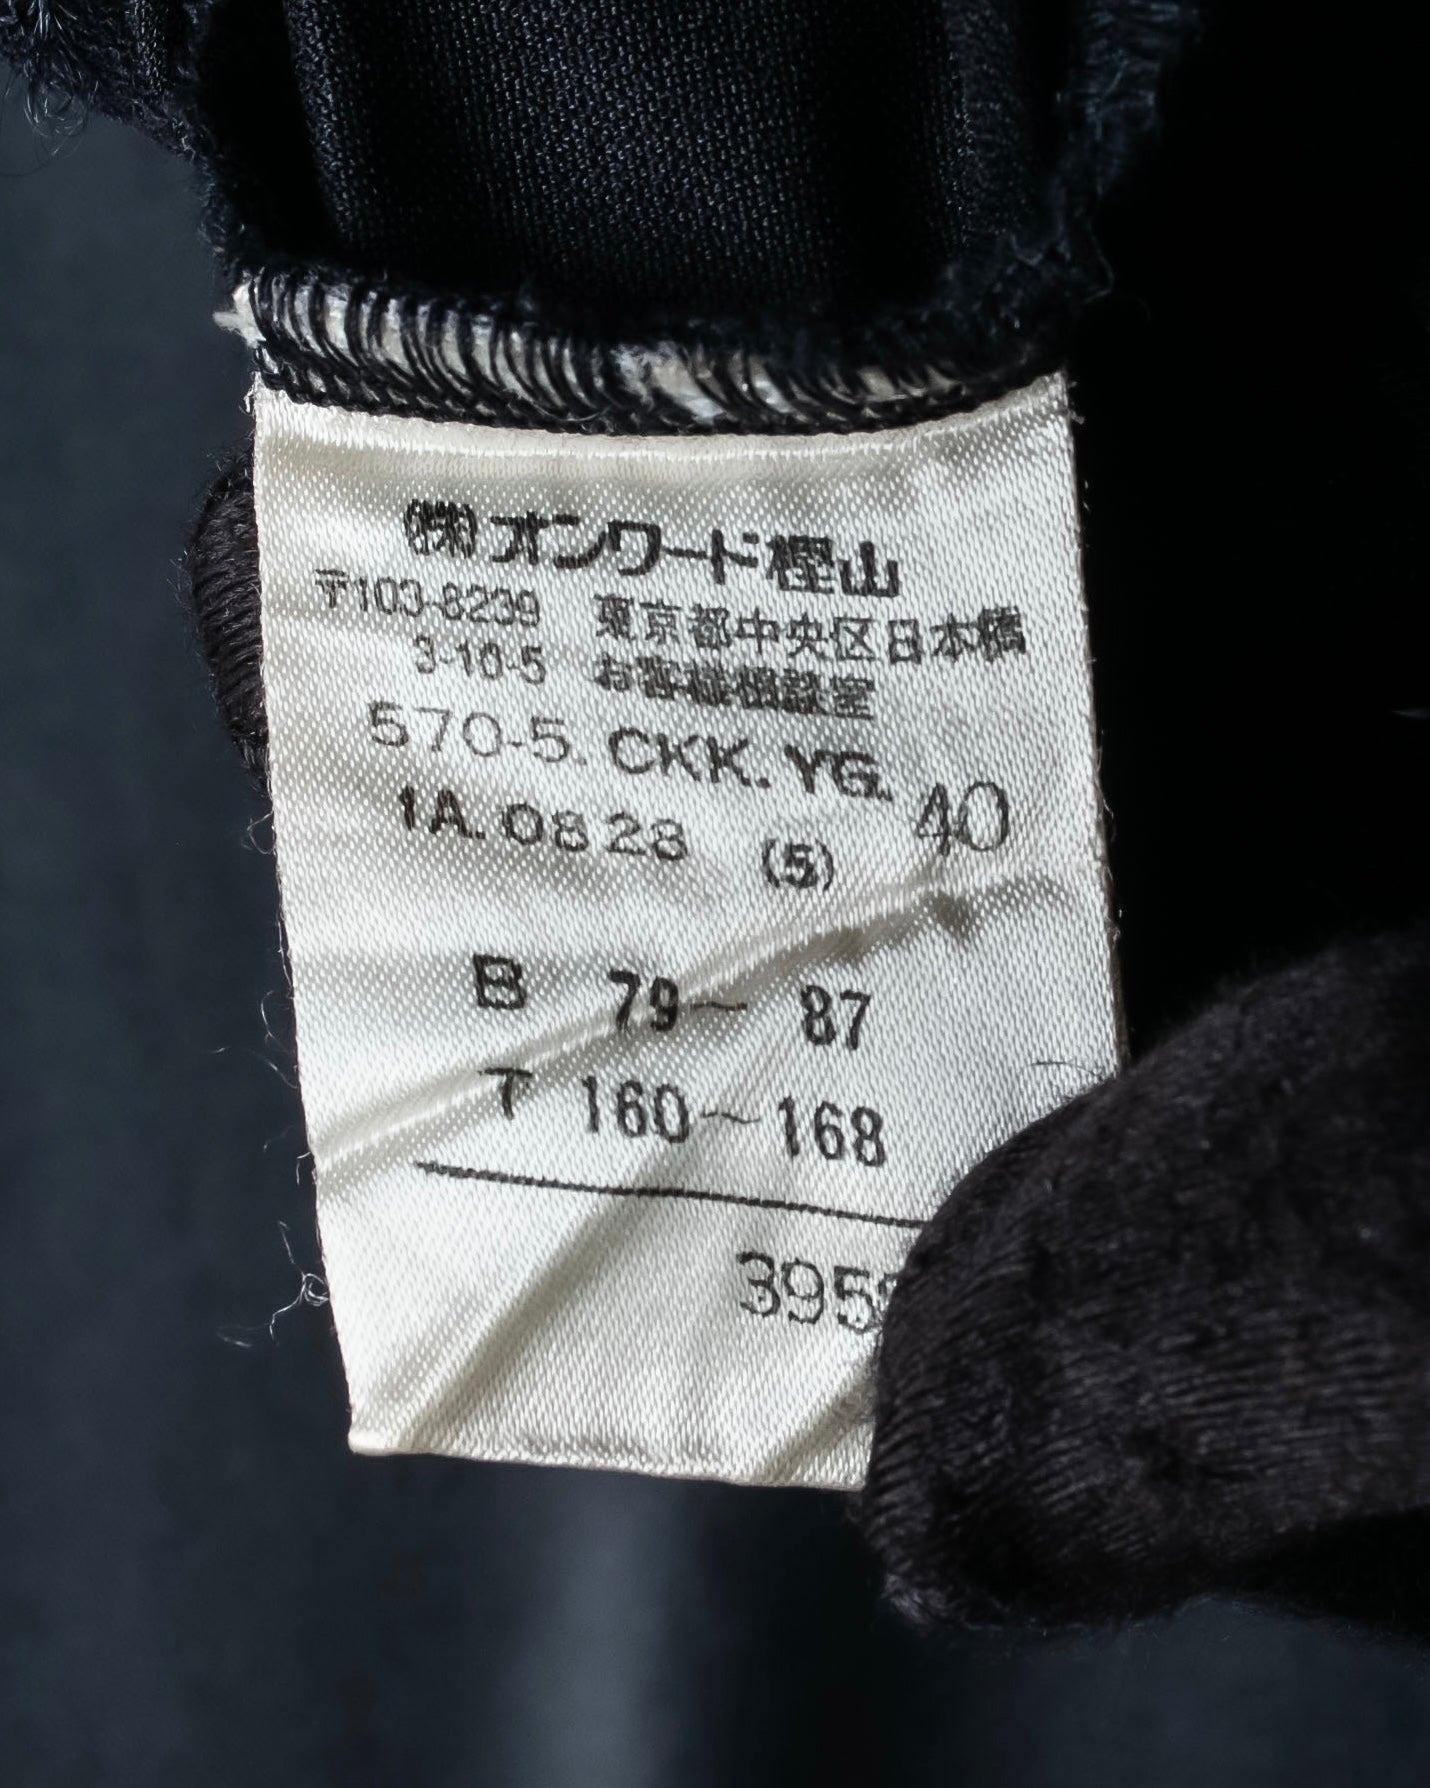 (株)オンワード樫山
〒103-8239 東京都中央区日本橋
3-10-5 お客様相談室
570-5. CKK. YG. 40
1A. 0828 (5)
B 79〜 87
T 160〜168